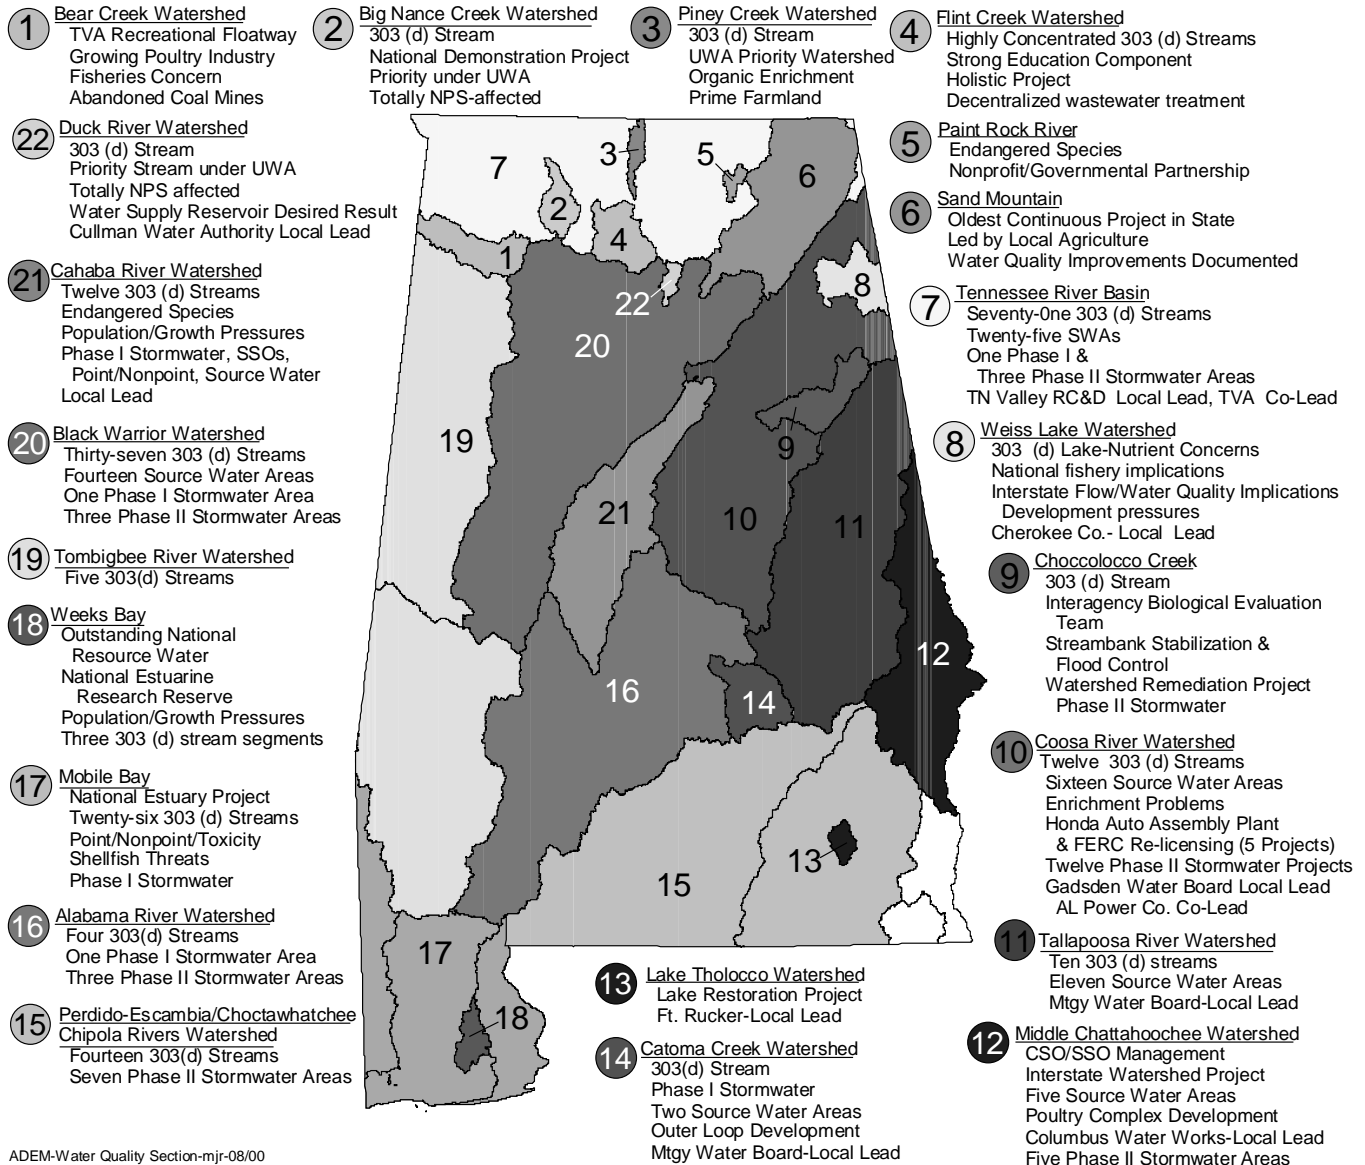 1
Bear Creek Watershed
TVA Recreational Floatway
Growing Poultry Industry
Fisheries Concern
Abandoned Coal Mines
2
Big Nance Creek Watershed
303 (d) Stream
National Demonstration Project
Priority under UWA
Totally NPS-affected
3
Piney Creek Watershed
303 (d) Stream
UWA Priority Watershed
Organic Enrichment
Prime Farmland
4
Flint Creek Watershed
Highly Concentrated 303 (d) Streams
Strong Education Component
Holistic Project
Decentralized wastewater treatment
22
Duck River Watershed
303 (d) Stream
Priority Stream under UWA
Totally NPS affected
Water Supply Reservoir Desired Result
Cullman Water Authority Local Lead
5
Paint Rock River
Endangered Species
Nonprofit/Governmental Partnership
6
Sand Mountain
Oldest Continuous Project in State
Led by Local Agriculture
Water Quality Improvements Documented
21
Cahaba River Watershed
Twelve 303 (d) Streams
Endangered Species
Population/Growth Pressures
Phase I Stormwater, SSOs,
Point/Nonpoint, Source Water
Local Lead
7
Tennessee River Basin
Seventy-0ne 303 (d) Streams
Twenty-five SWAs
One Phase I &
Three Phase II Stormwater Areas
TN Valley RC&D Local Lead, TVA Co-Lead
20
Black Warrior Watershed
Thirty-seven 303 (d) Streams
Fourteen Source Water Areas
One Phase I Stormwater Area
Three Phase II Stormwater Areas
8
Weiss Lake Watershed
303 (d) Lake-Nutrient Concerns
National fishery implications
Interstate Flow/Water Quality Implications
Development pressures
Cherokee Co.- Local Lead
19
Tombigbee River Watershed
Five 303(d) Streams
9
Choccolocco Creek
303 (d) Stream
Interagency Biological Evaluation
Team
Streambank Stabilization &
Flood Control
Watershed Remediation Project
Phase II Stormwater
18
Weeks Bay
Outstanding National
Resource Water
National Estuarine
Research Reserve
Population/Growth Pressures
Three 303 (d) stream segments
10
Coosa River Watershed
Twelve 303 (d) Streams
Sixteen Source Water Areas
Enrichment Problems
Honda Auto Assembly Plant
& FERC Re-licensing (5 Projects)
Twelve Phase II Stormwater Projects
Gadsden Water Board Local Lead
AL Power Co. Co-Lead
17
Mobile Bay
National Estuary Project
Twenty-six 303 (d) Streams
Point/Nonpoint/Toxicity
Shellfish Threats
Phase I Stormwater
16
Alabama River Watershed
Four 303(d) Streams
One Phase I Stormwater Area
Three Phase II Stormwater Areas
11
Tallapoosa River Watershed
Ten 303 (d) streams
Eleven Source Water Areas
Mtgy Water Board-Local Lead
15
Perdido-Escambia/Choctawhatchee
Chipola Rivers Watershed
Fourteen 303(d) Streams
Seven Phase II Stormwater Areas
13
Lake Tholocco Watershed
Lake Restoration Project
Ft. Rucker-Local Lead
14
Catoma Creek Watershed
303(d) Stream
Phase I Stormwater
Two Source Water Areas
Outer Loop Development
Mtgy Water Board-Local Lead
12
Middle Chattahoochee Watershed
CSO/SSO Management
Interstate Watershed Project
Five Source Water Areas
Poultry Complex Development
Columbus Water Works-Local Lead
Five Phase II Stormwater Areas
7
3
5
6
2
4
1
8
22
20
19
9
21
10
11
12
16
14
13
15
17
18
ADEM-Water Quality Section-mjr-08/00